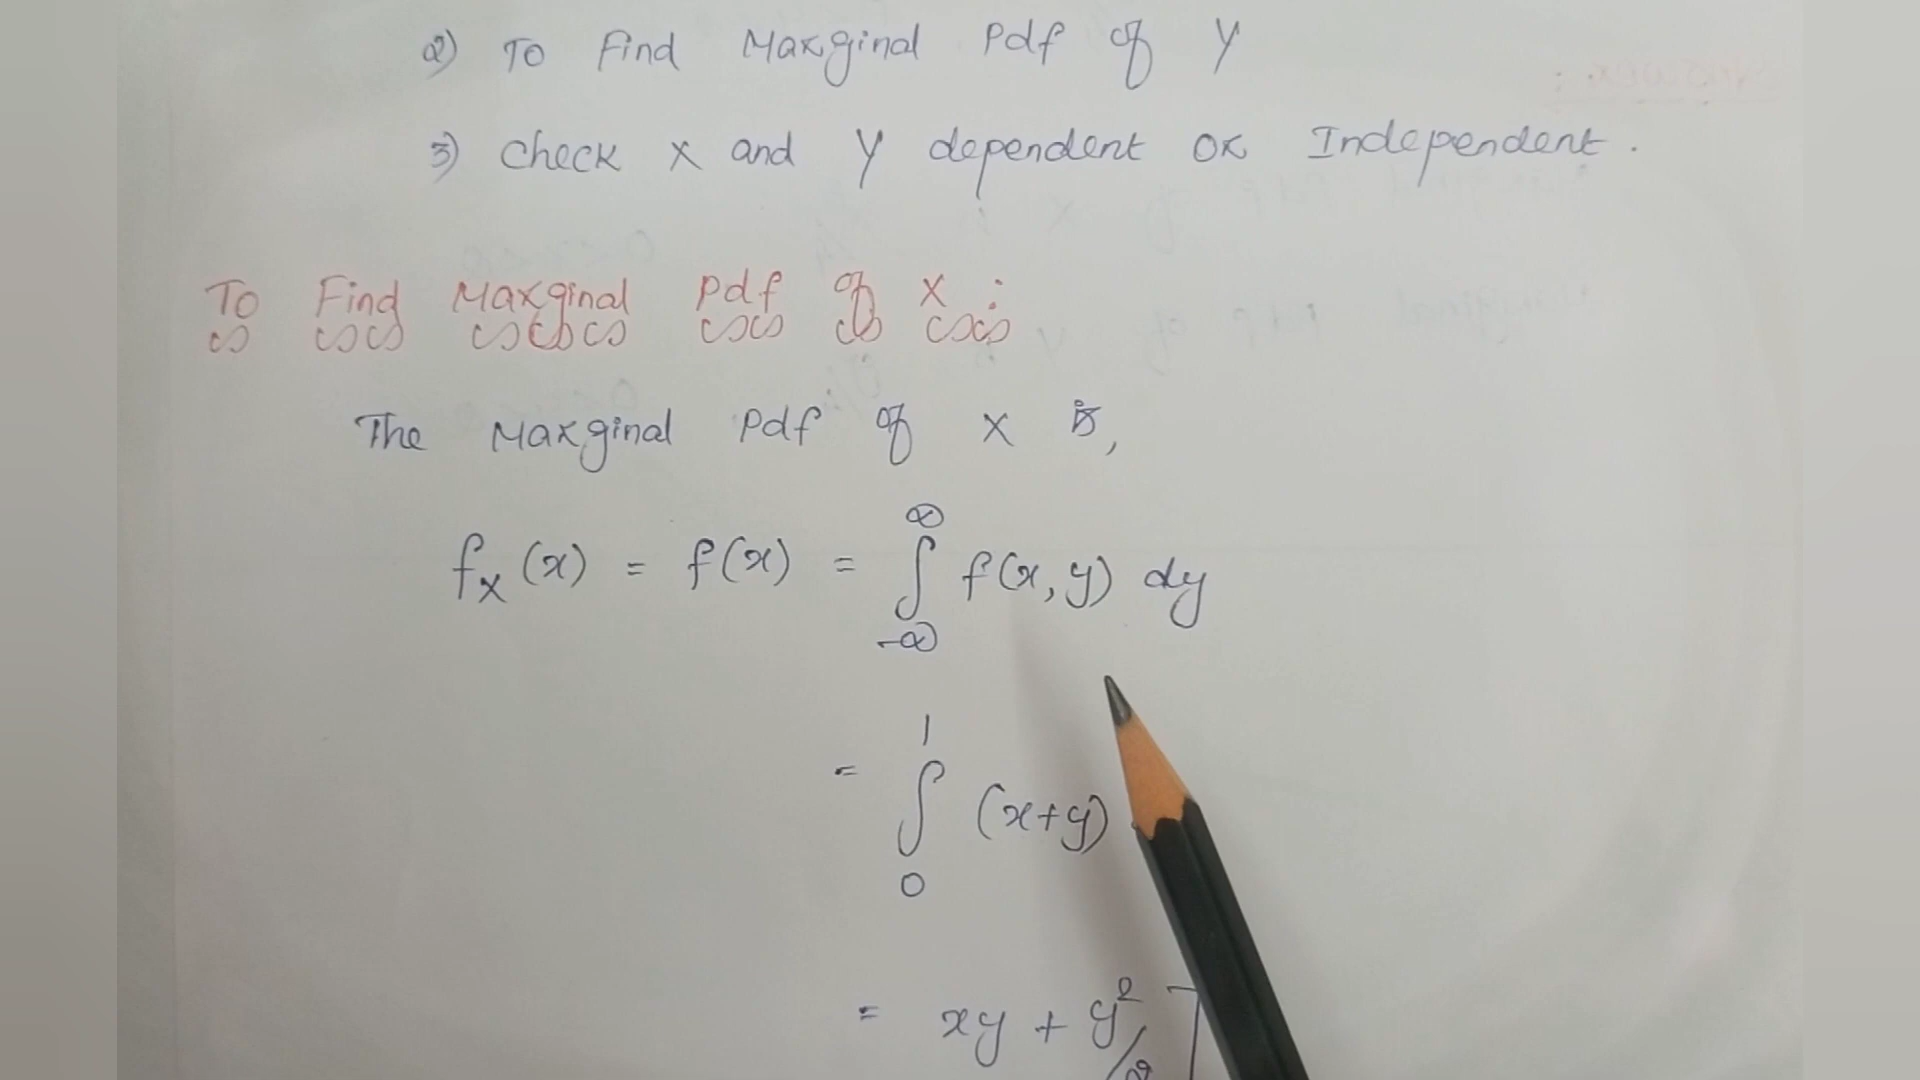 2) To Find Marginal Pdf of Y
3) Check X and Y dependent or Independent.
To Find Marginal Pdf of X :
The Marginal Pdf of X is,
fx (x) = f(x) = ∫_{-∞}^{∞} f(x,y) dy
= ∫_{0}^{1} (x+y)
= xy + y²/2 ]